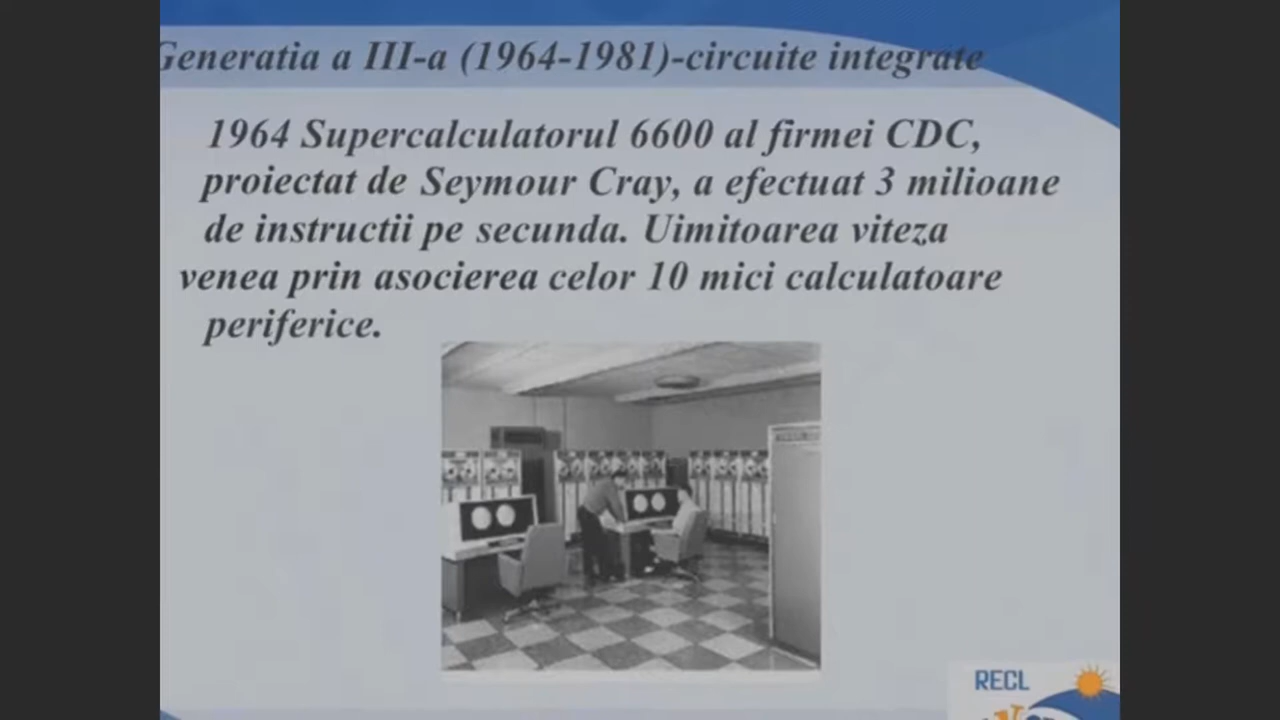 Generatia a III-a (1964-1981)-circuite integrate
1964 Supercalculatorul 6600 al firmei CDC,
proiectat de Seymour Cray, a efectuat 3 milioane
de instructii pe secunda. Uimitoarea viteza
venea prin asocierea celor 10 mici calculatoare
periferice.
RECL